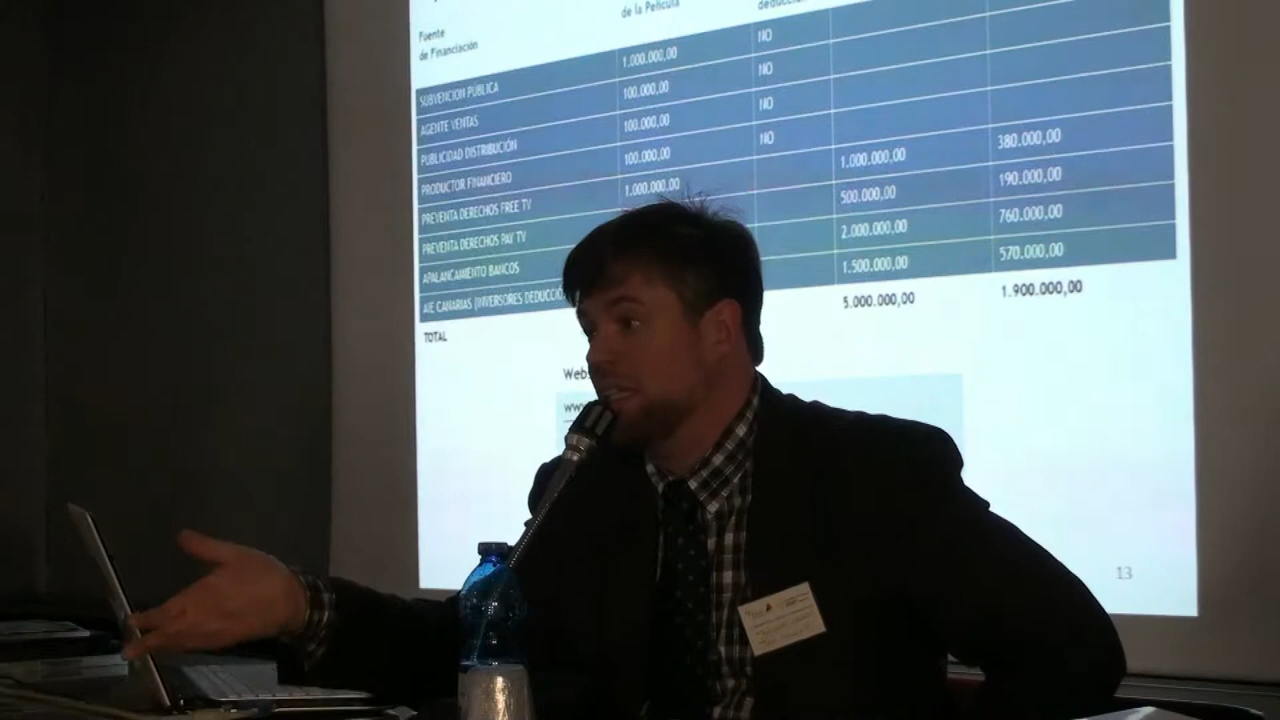 de la Película
Fuente
de Financiación
SUBVENCION PUBLICA 1.000.000,00 NO
AGENTE VENTAS 100.000,00 NO
PUBLICIDAD DISTRIBUCIÓN 100.000,00 NO
PRODUCTOR FINANCIERO 100.000,00 NO
PREVENTA DERECHOS FREE TV 1.000.000,00 1.000.000,00 380.000,00
PREVENTA DERECHOS PAY TV 500.000,00 190.000,00
APALANCAMIENTO BANCOS 2.000.000,00 760.000,00
AIE CANARIAS (INVERSORES 1.500.000,00 570.000,00
TOTAL 5.000.000,00 1.900.000,00
13